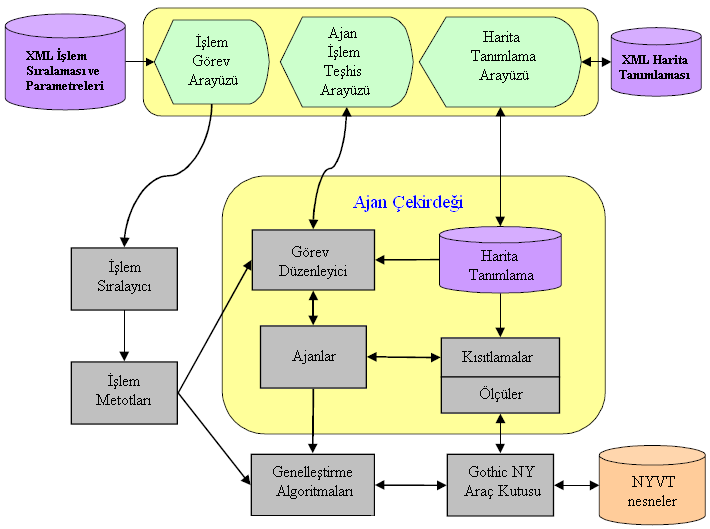 XML İşlem
Sıralaması ve
Parametreleri
İşlem
Görev
Arayüzü
Ajan
İşlem
Teşhis
Arayüzü
Harita
Tanımlama
Arayüzü
XML Harita
Tanımlaması
Ajan Çekirdeği
İşlem
Sıralayıcı
Görev
Düzenleyici
Harita
Tanımlama
İşlem
Metotları
Ajanlar
Kısıtlamalar
Ölçüler
Genelleştirme
Algoritmaları
Gothic NY
Araç Kutusu
NYVT
nesneler